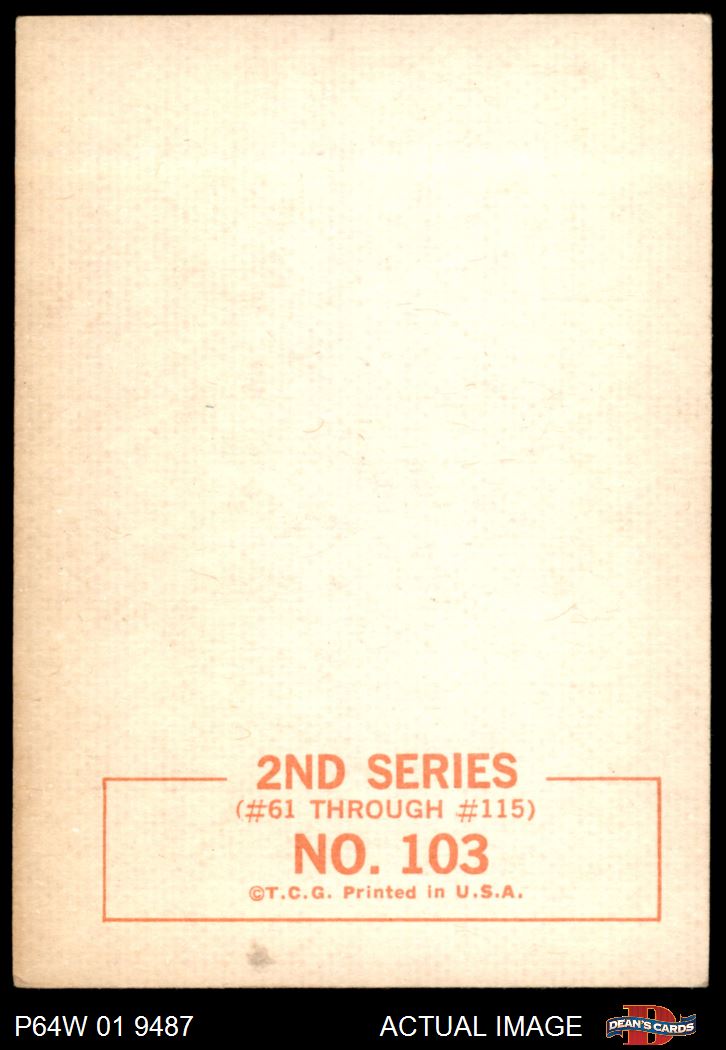 2ND SERIES
(#61 THROUGH #115)
NO. 103
©T.C.G. Printed in U.S.A.
P64W 01 9487
ACTUAL IMAGE
D
DEAN'S CARDS